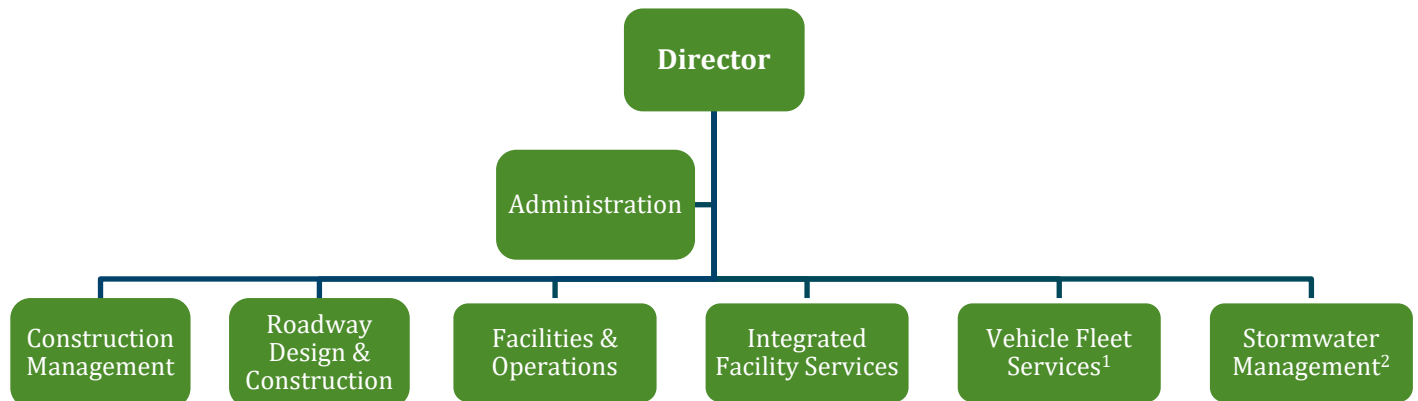 Director
Administration
Construction
Management
Roadway
Design &
Construction
Facilities &
Operations
Integrated
Facility Services
Vehicle Fleet
Services¹
Stormwater
Management²